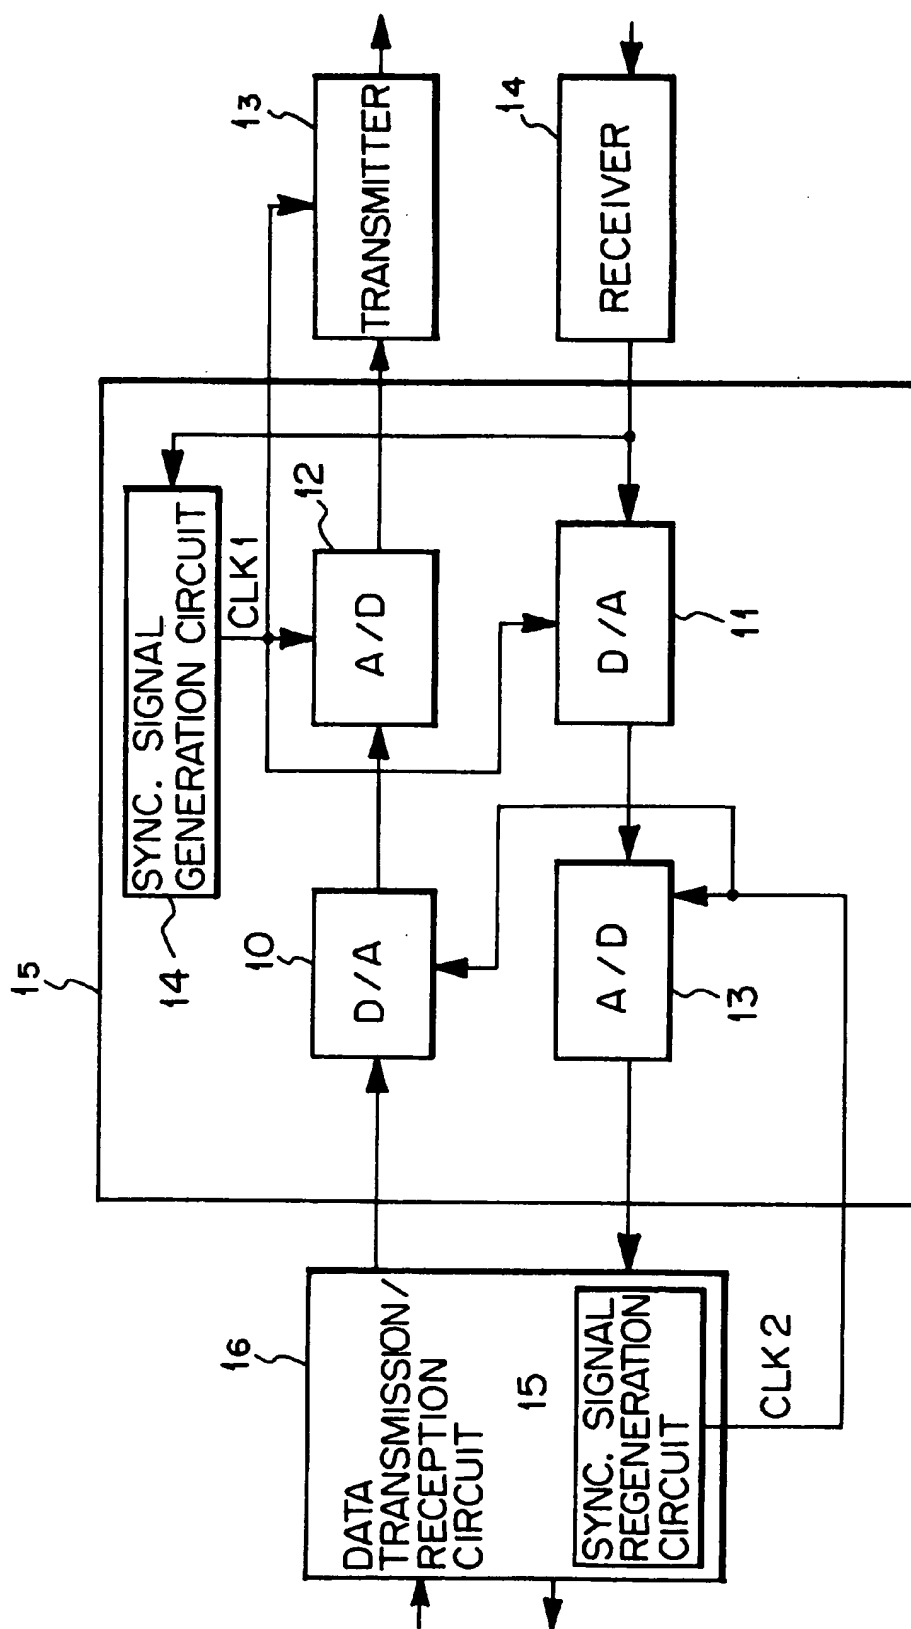 15
14
SYNC. SIGNAL
GENERATION CIRCUIT
CLK1
13
TRANSMITTER
16
DATA
TRANSMISSION/
RECEPTION
CIRCUIT
10
D/A
12
A/D
14
RECEIVER
15
SYNC. SIGNAL
REGENERATION
CIRCUIT
A/D
13
D/A
11
CLK2